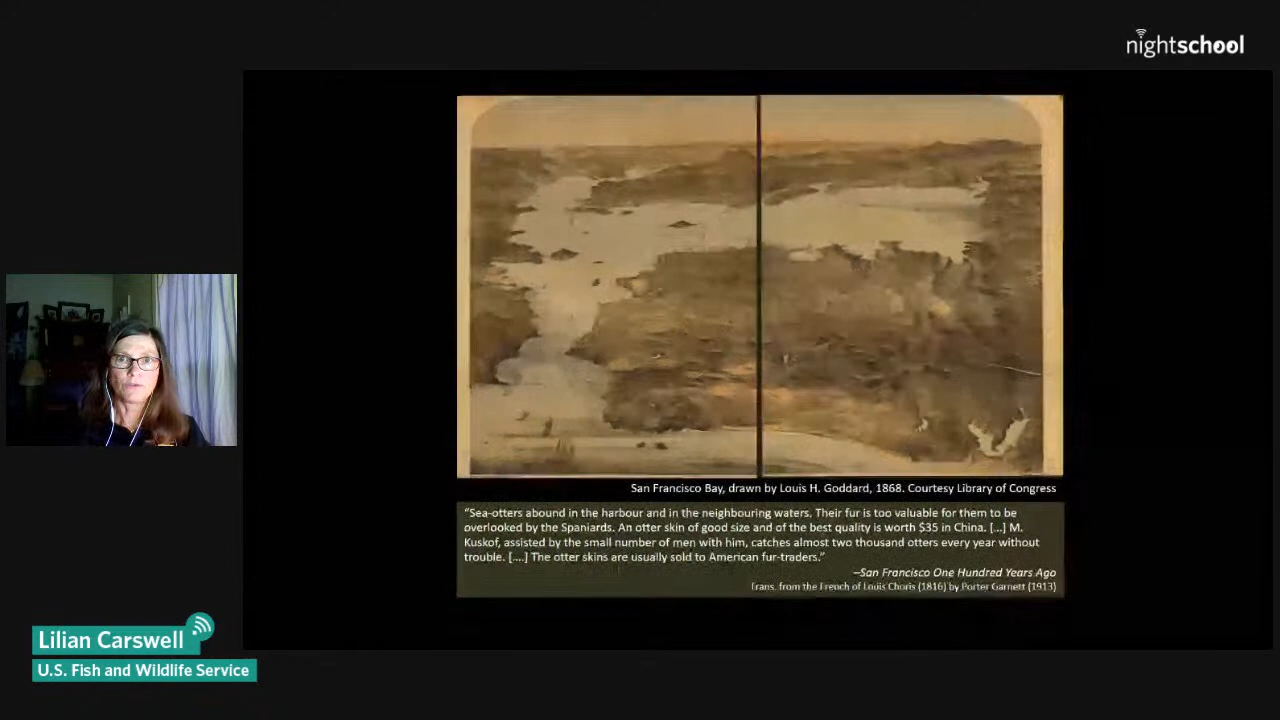 nightschool
San Francisco Bay, drawn by Louis H. Goddard, 1868. Courtesy Library of Congress
“Sea-otters abound in the harbour and in the neighbouring waters. Their fur is too valuable for them to be
overlooked by the Spaniards. An otter skin of good size and of the best quality is worth $35 in China. [...] M.
Kuskof, assisted by the small number of men with him, catches almost two thousand otters every year without
trouble. [....] The otter skins are usually sold to American fur-traders.”
–San Francisco One Hundred Years Ago
Trans. from the French of Louis Choris (1816) by Porter Garnett (1913)
Lilian Carswell
U.S. Fish and Wildlife Service